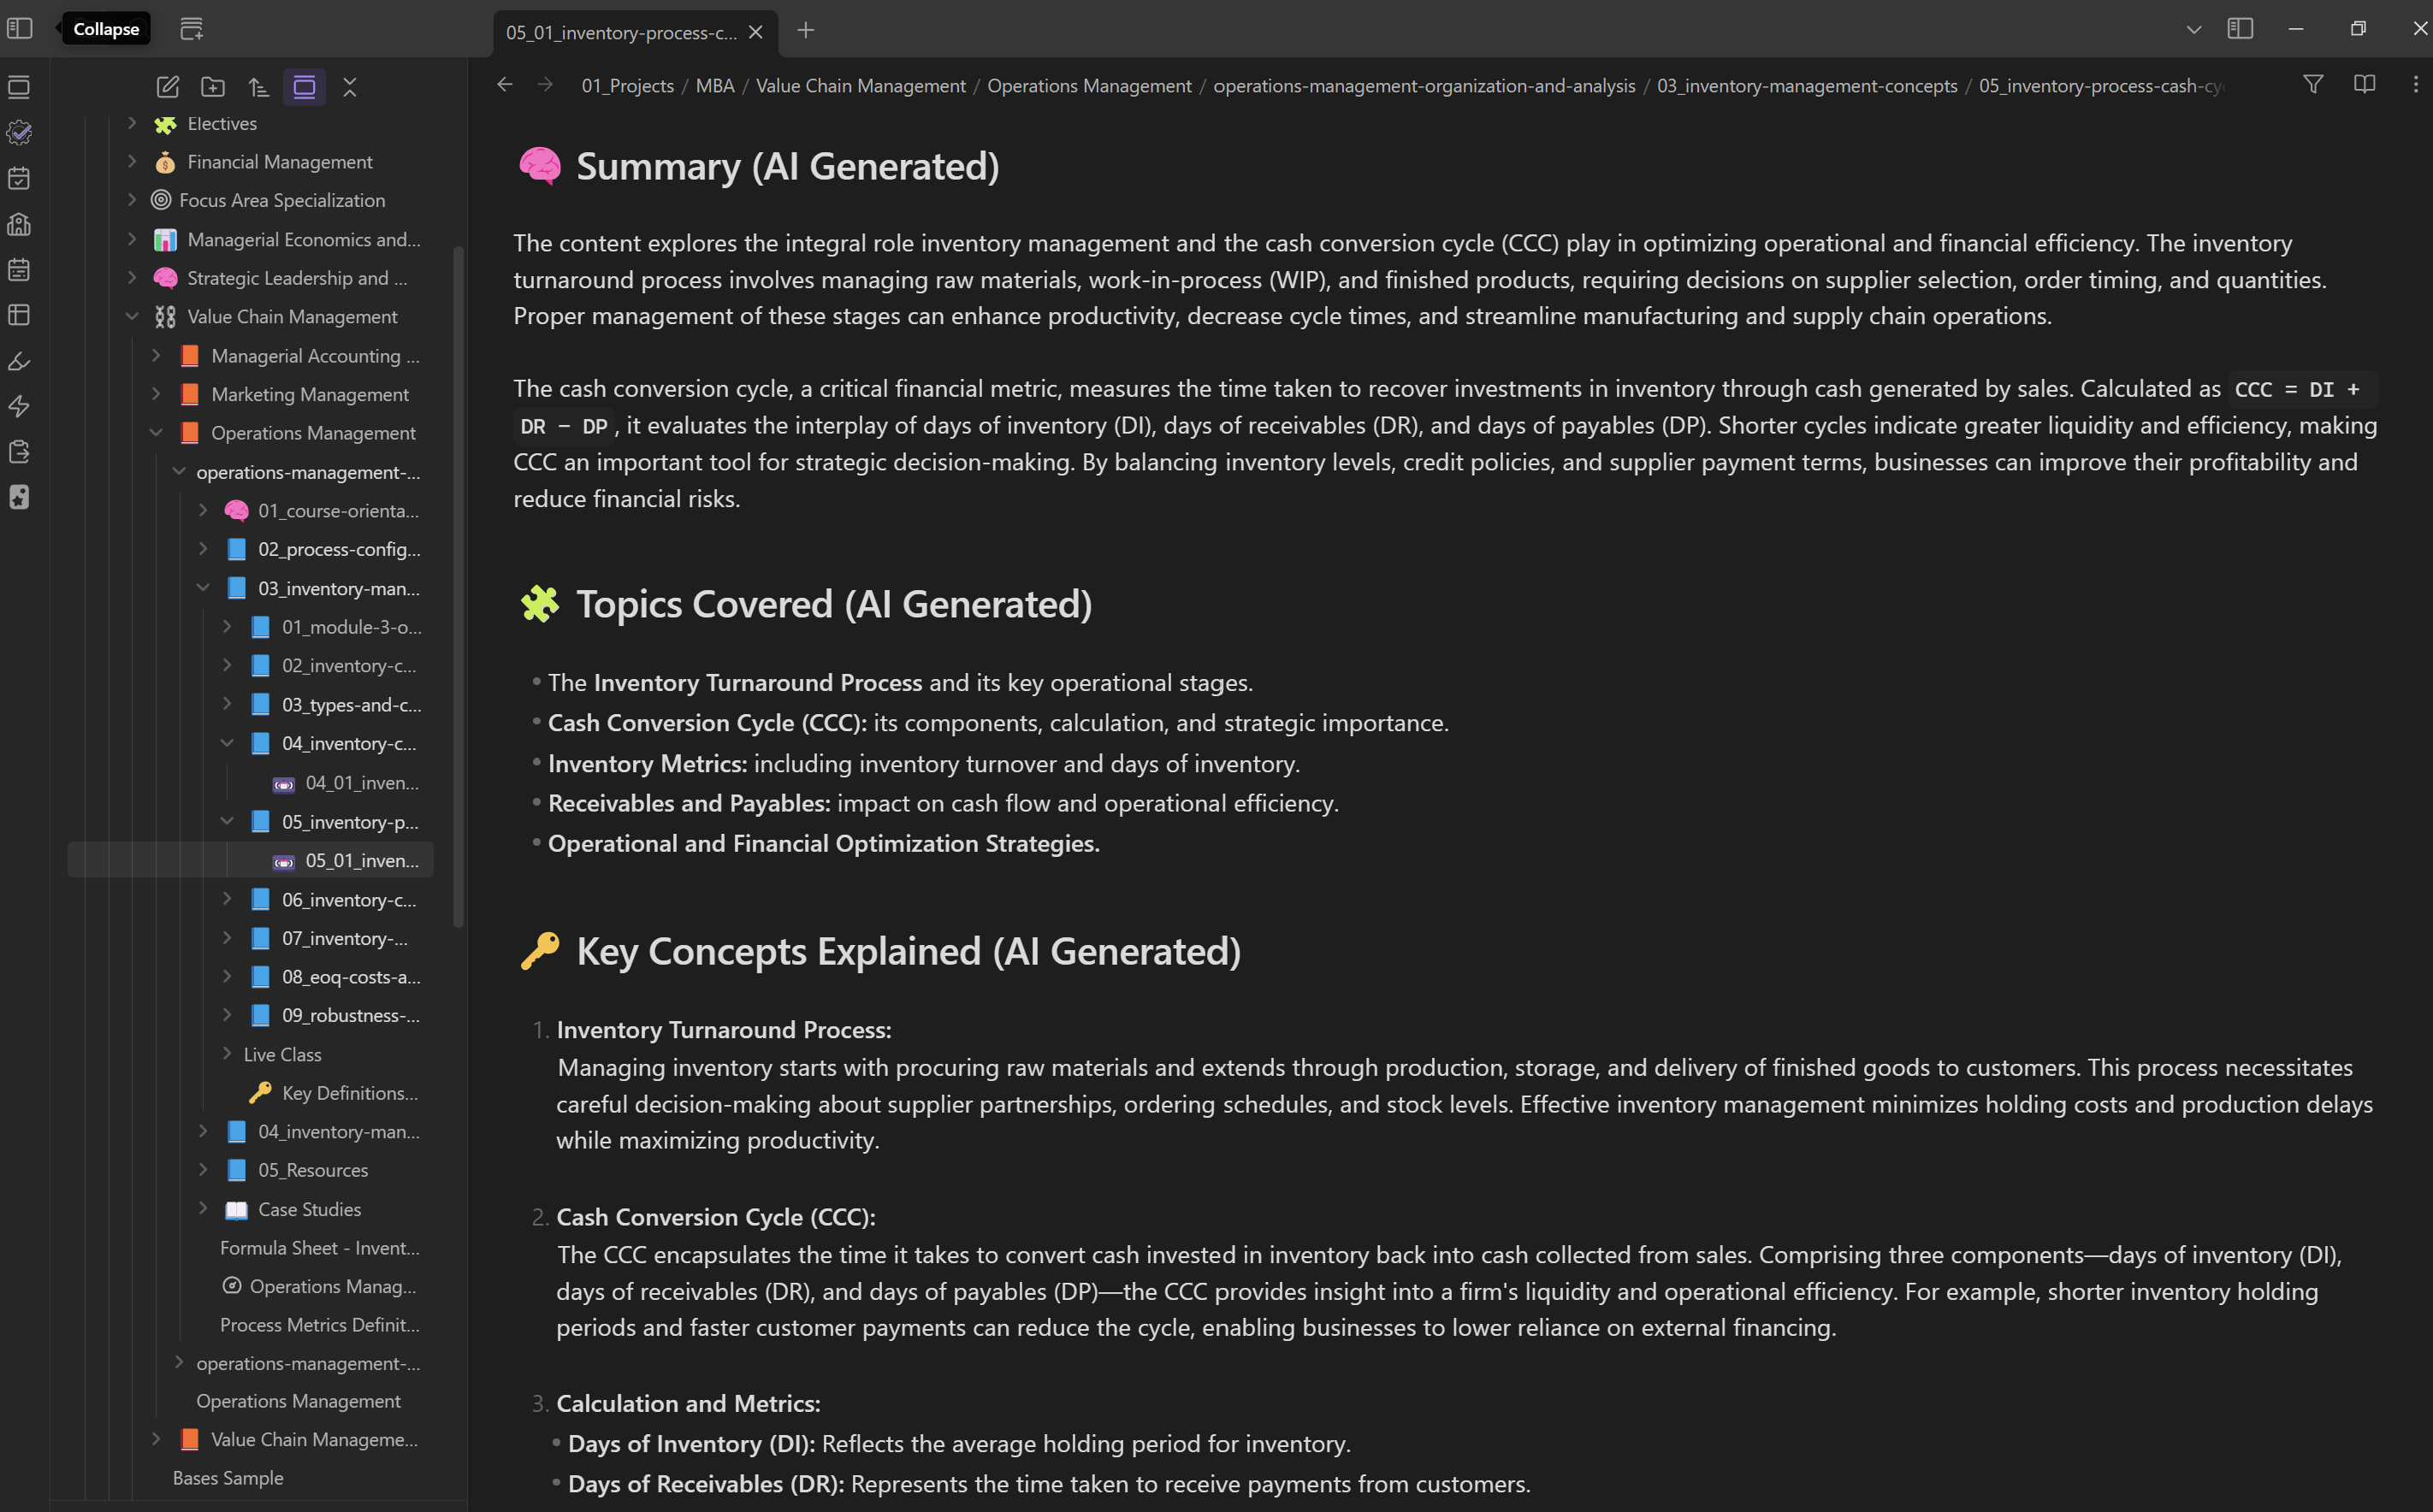 Collapse
05_01_inventory-process-c...
01_Projects / MBA / Value Chain Management / Operations Management / operations-management-organization-and-analysis / 03_inventory-management-concepts / 05_inventory-process-cash-cy
Electives
Financial Management
Focus Area Specialization
Managerial Economics and...
Strategic Leadership and ...
Value Chain Management
Managerial Accounting ...
Marketing Management
Operations Management
operations-management-...
01_course-orienta...
02_process-config...
03_inventory-man...
01_module-3-o...
02_inventory-c...
03_types-and-c...
04_inventory-c...
04_01_inven...
05_inventory-p...
05_01_inven...
06_inventory-c...
07_inventory-...
08_eoq-costs-a...
09_robustness-...
Live Class
Key Definitions...
04_inventory-man...
05_Resources
Case Studies
Formula Sheet - Invent...
Operations Manag...
Process Metrics Definit...
operations-management-...
Operations Management
Value Chain Manageme...
Bases Sample
Summary (AI Generated)
The content explores the integral role inventory management and the cash conversion cycle (CCC) play in optimizing operational and financial efficiency. The inventory
turnaround process involves managing raw materials, work-in-process (WIP), and finished products, requiring decisions on supplier selection, order timing, and quantities.
Proper management of these stages can enhance productivity, decrease cycle times, and streamline manufacturing and supply chain operations.
The cash conversion cycle, a critical financial metric, measures the time taken to recover investments in inventory through cash generated by sales. Calculated as CCC = DI +
DR − DP, it evaluates the interplay of days of inventory (DI), days of receivables (DR), and days of payables (DP). Shorter cycles indicate greater liquidity and efficiency, making
CCC an important tool for strategic decision-making. By balancing inventory levels, credit policies, and supplier payment terms, businesses can improve their profitability and
reduce financial risks.
Topics Covered (AI Generated)
• The Inventory Turnaround Process and its key operational stages.
• Cash Conversion Cycle (CCC): its components, calculation, and strategic importance.
• Inventory Metrics: including inventory turnover and days of inventory.
• Receivables and Payables: impact on cash flow and operational efficiency.
• Operational and Financial Optimization Strategies.
Key Concepts Explained (AI Generated)
1. Inventory Turnaround Process:
Managing inventory starts with procuring raw materials and extends through production, storage, and delivery of finished goods to customers. This process necessitates
careful decision-making about supplier partnerships, ordering schedules, and stock levels. Effective inventory management minimizes holding costs and production delays
while maximizing productivity.
2. Cash Conversion Cycle (CCC):
The CCC encapsulates the time it takes to convert cash invested in inventory back into cash collected from sales. Comprising three components—days of inventory (DI),
days of receivables (DR), and days of payables (DP)—the CCC provides insight into a firm's liquidity and operational efficiency. For example, shorter inventory holding
periods and faster customer payments can reduce the cycle, enabling businesses to lower reliance on external financing.
3. Calculation and Metrics:
• Days of Inventory (DI): Reflects the average holding period for inventory.
• Days of Receivables (DR): Represents the time taken to receive payments from customers.